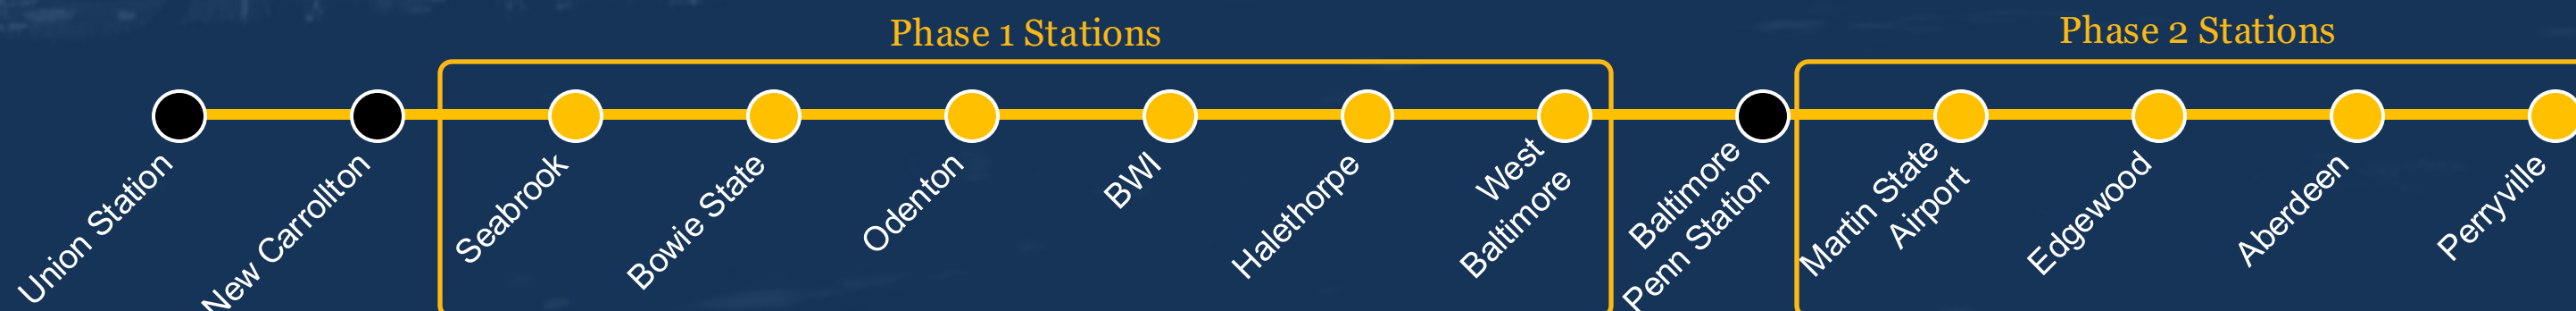 Phase 1 Stations
Phase 2 Stations
Union Station
New Carrollton
Seabrook
Bowie State
Odenton
BWI
Halethorpe
West
Baltimore
Baltimore
Penn Station
Martin State
Airport
Edgewood
Aberdeen
Perryville